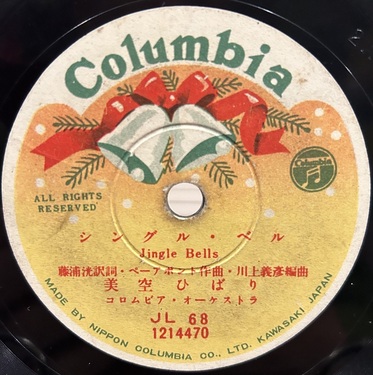 Columbia
Columbia
ALL RIGHTS
RESERVED
シングル・ベル
Jingle Bells
藤浦洸訳詞・ペーアポント作曲・川上義彦編曲
美空ひばり
コロムビア・オーケストラ
JL 68
1214470
MADE BY NIPPON COLUMBIA CO., LTD. KAWASAKI JAPAN